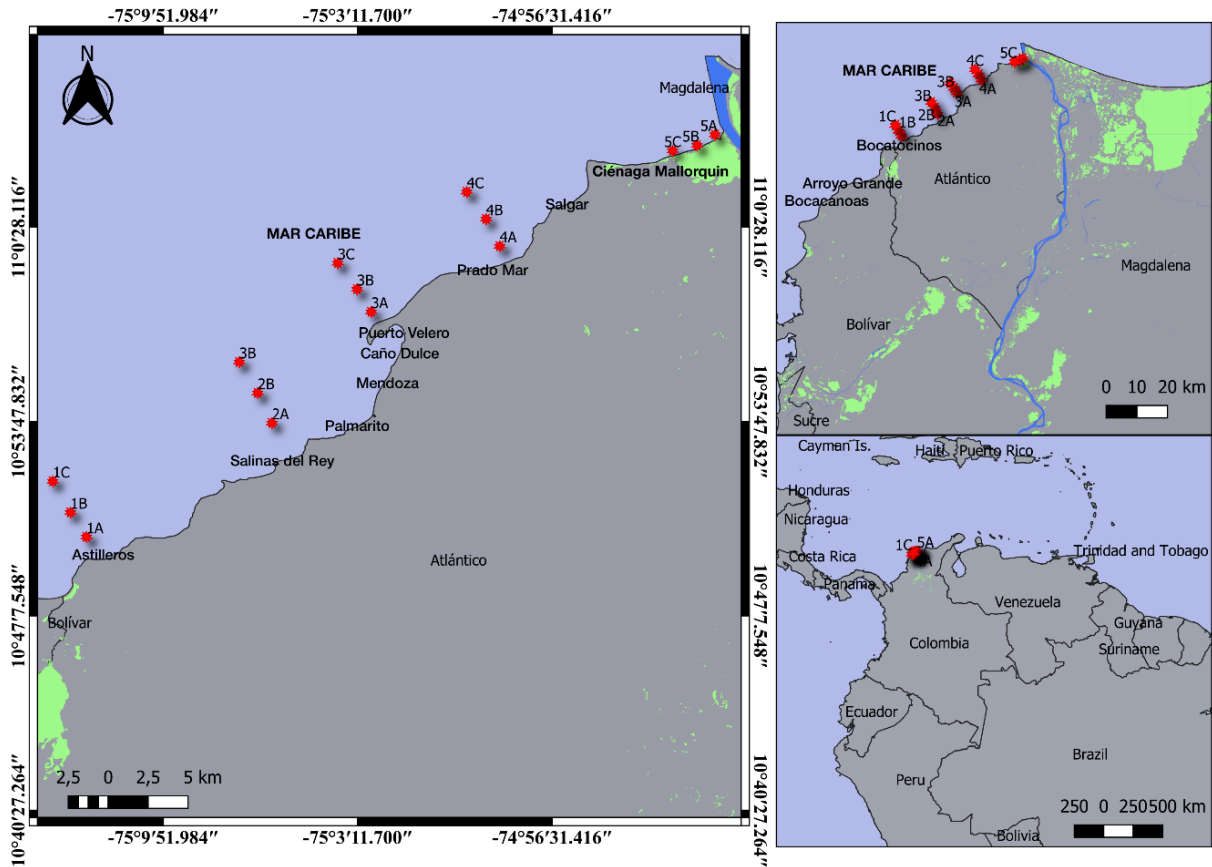 -75°9′51.984″ -75°3′11.700″ -74°56′31.416″
N
Magdalena
5A
5B
5C
Ciénaga Mallorquin
4C
Salgar
4B
MAR CARIBE
4A
3C
Prado Mar
3B
3A
Puerto Velero
Caño Dulce
3B
Mendoza
2B
2A
Palmarito
Salinas del Rey
1C
1B
1A
Astilleros
Atlántico
Bolívar
2,5 0 2,5 5 km
11°0′28.116″
10°53′47.832″
10°47′7.548″
10°40′27.264″
11°0′28.116″
10°53′47.832″
10°47′7.548″
10°40′27.264″
-75°9′51.984″ -75°3′11.700″ -74°56′31.416″
5C
4C
MAR CARIBE
3B
4A
3B
3A
1C
2B
2A
1B
Bocatocinos
Arroyo Grande
Atlántico
Bocacánoas
Magdalena
Bolívar
0 10 20 km
Sucre
Cayman Is.
Haití
Puerto Rico
Honduras
Nicaragua
1C
5A
A
Costa Rica
Trinidad and Tobago
Panama
Venezuela
Guyana
Colombia
Suriname
Ecuador
Brazil
Peru
250 0 250 500 km
Bolivia